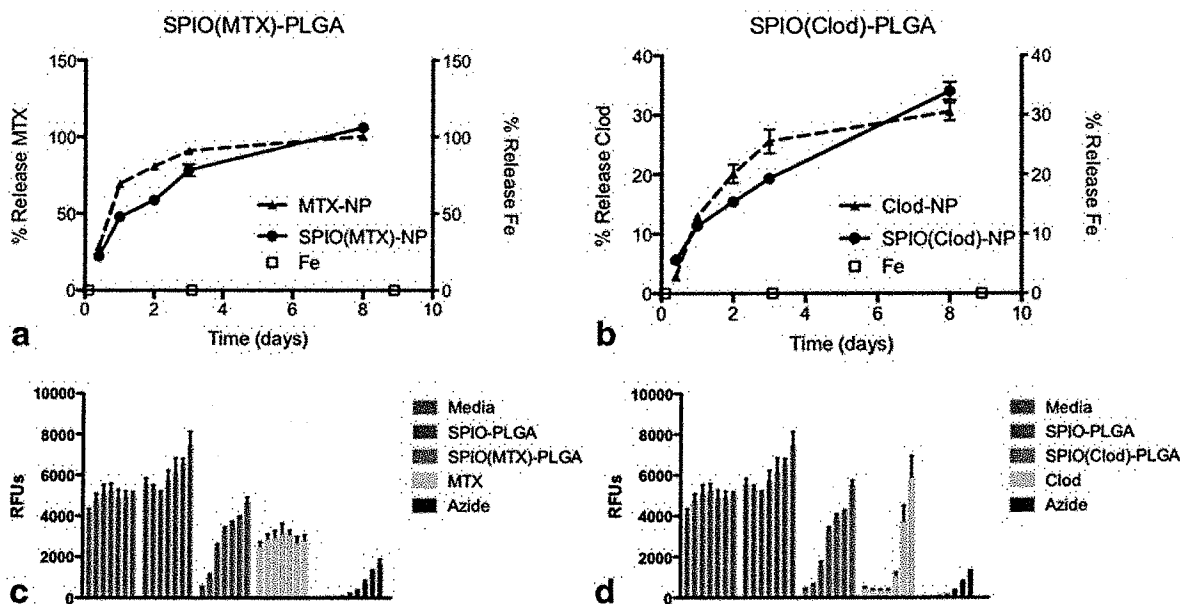 SPIO(MTX)-PLGA
150
100
50
0
% Release MTX
150
100
50
0
% Release Fe
MTX-NP
SPIO(MTX)-NP
Fe
0
2
4
6
8
10
Time (days)
a
SPIO(Clod)-PLGA
40
30
20
10
0
% Release Clod
40
30
20
10
0
% Release Fe
Clod-NP
SPIO(Clod)-NP
Fe
0
2
4
6
8
10
Time (days)
b
10000
8000
6000
4000
2000
0
RFUs
Media
SPIO-PLGA
SPIO(MTX)-PLGA
MTX
Azide
c
10000
8000
6000
4000
2000
0
RFUs
Media
SPIO-PLGA
SPIO(Clod)-PLGA
Clod
Azide
d